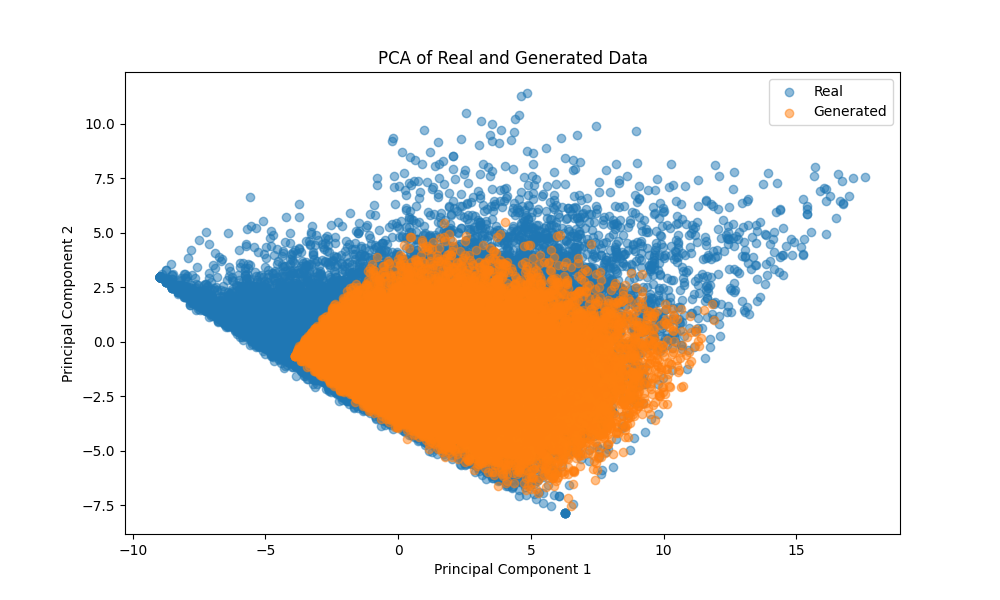 PCA of Real and Generated Data
Real
Generated
Principal Component 2
10.0
7.5
5.0
2.5
0.0
−2.5
−5.0
−7.5
−10
−5
0
5
10
15
Principal Component 1